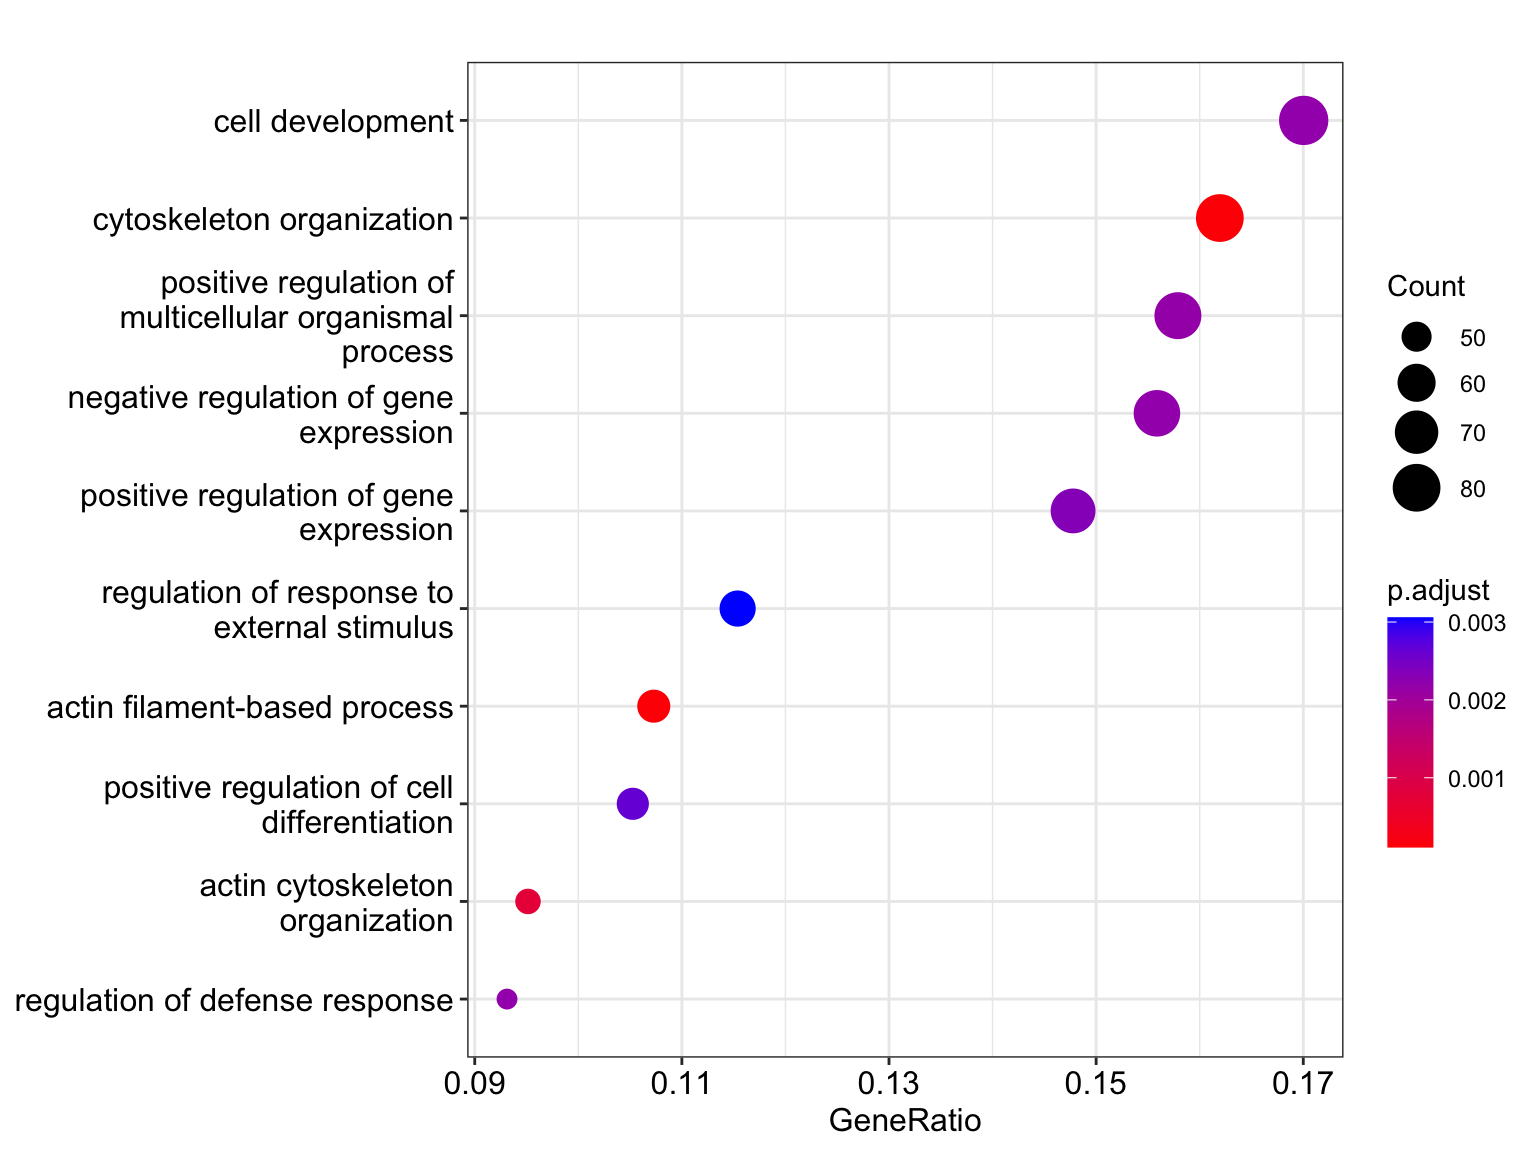 cell development
cytoskeleton organization
positive regulation of
multicellular organismal
process
negative regulation of gene
expression
positive regulation of gene
expression
regulation of response to
external stimulus
actin filament-based process
positive regulation of cell
differentiation
actin cytoskeleton
organization
regulation of defense response
0.09 0.11 0.13 0.15 0.17
GeneRatio
Count
50
60
70
80
p.adjust
0.003
0.002
0.001